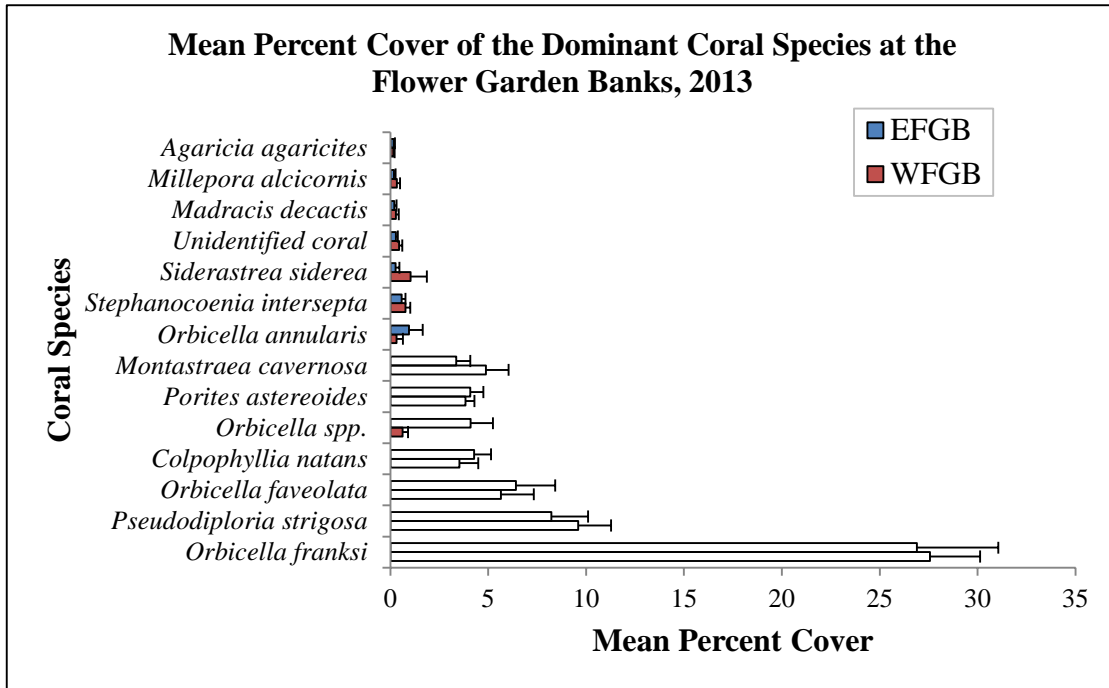 Mean Percent Cover of the Dominant Coral Species at the
Flower Garden Banks, 2013
EFGB
WFGB
Coral Species
Agaricia agaricites
Millepora alcicornis
Madracis decactis
Unidentified coral
Siderastrea siderea
Stephanocoenia intersepta
Orbicella annularis
Montastraea cavernosa
Porites astereoides
Orbicella spp.
Colpophyllia natans
Orbicella faveolata
Pseudodiploria strigosa
Orbicella franksi
0 5 10 15 20 25 30 35
Mean Percent Cover